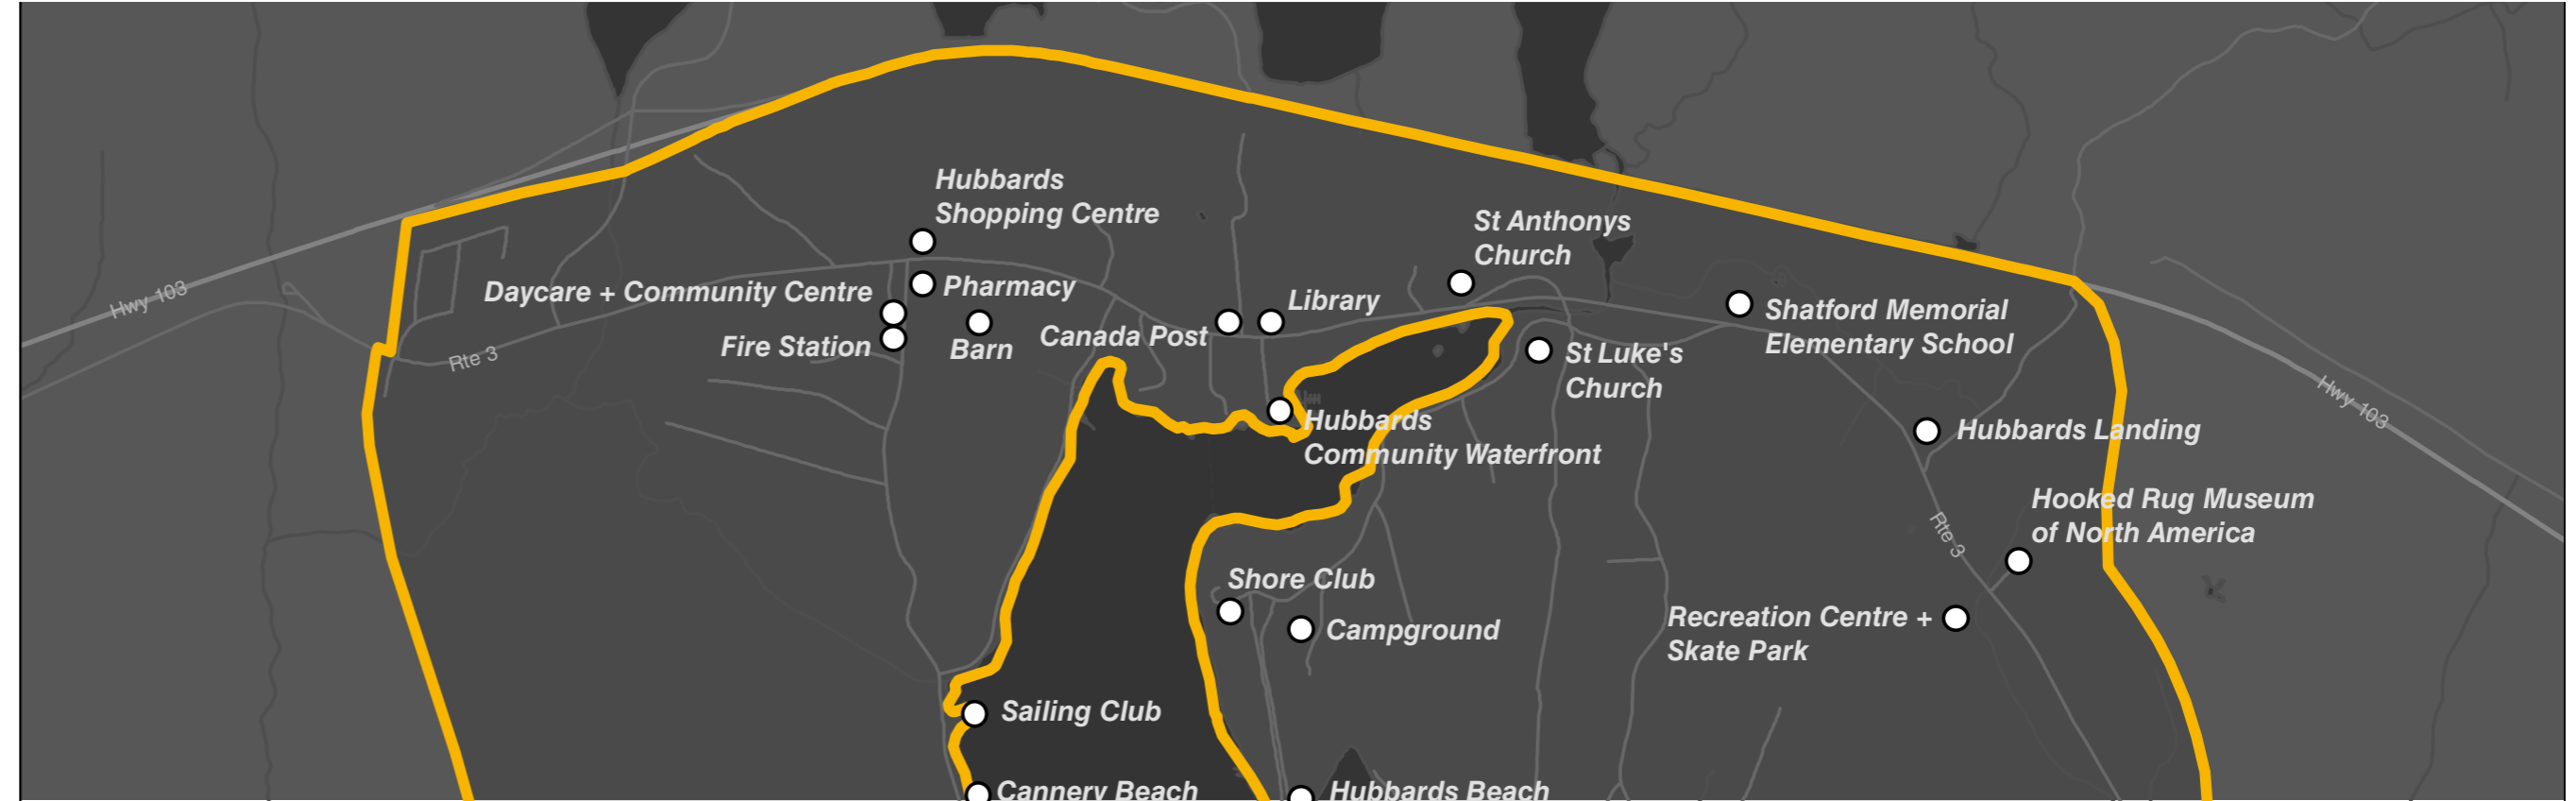 Hubbards
Shopping Centre
St Anthonys
Church
Hwy 103
Daycare + Community Centre
Pharmacy
Library
Shatford Memorial
Elementary School
Fire Station
Barn
Canada Post
Rte 3
St Luke's
Church
Hwy 103
Hubbards
Community Waterfront
Hubbards Landing
Hooked Rug Museum
of North America
Rte 3
Shore Club
Campground
Recreation Centre +
Skate Park
Sailing Club
Cannery Beach
Hubbards Beach